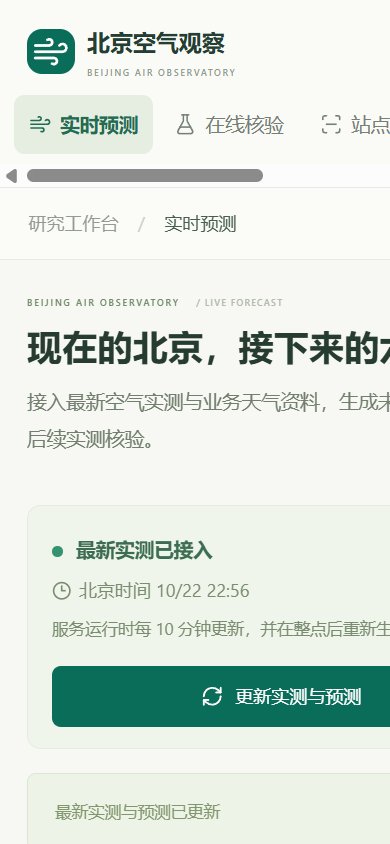 北京空气观察
BEIJING AIR OBSERVATORY
实时预测 在线核验 站点
研究工作台 / 实时预测
BEIJING AIR OBSERVATORY / LIVE FORECAST
现在的北京，接下来的
接入最新空气实测与业务天气资料，生成未
后续实测核验。
最新实测已接入
北京时间 10/22 22:56
服务运行时每 10 分钟更新，并在整点后重新生
更新实测与预测
最新实测与预测已更新